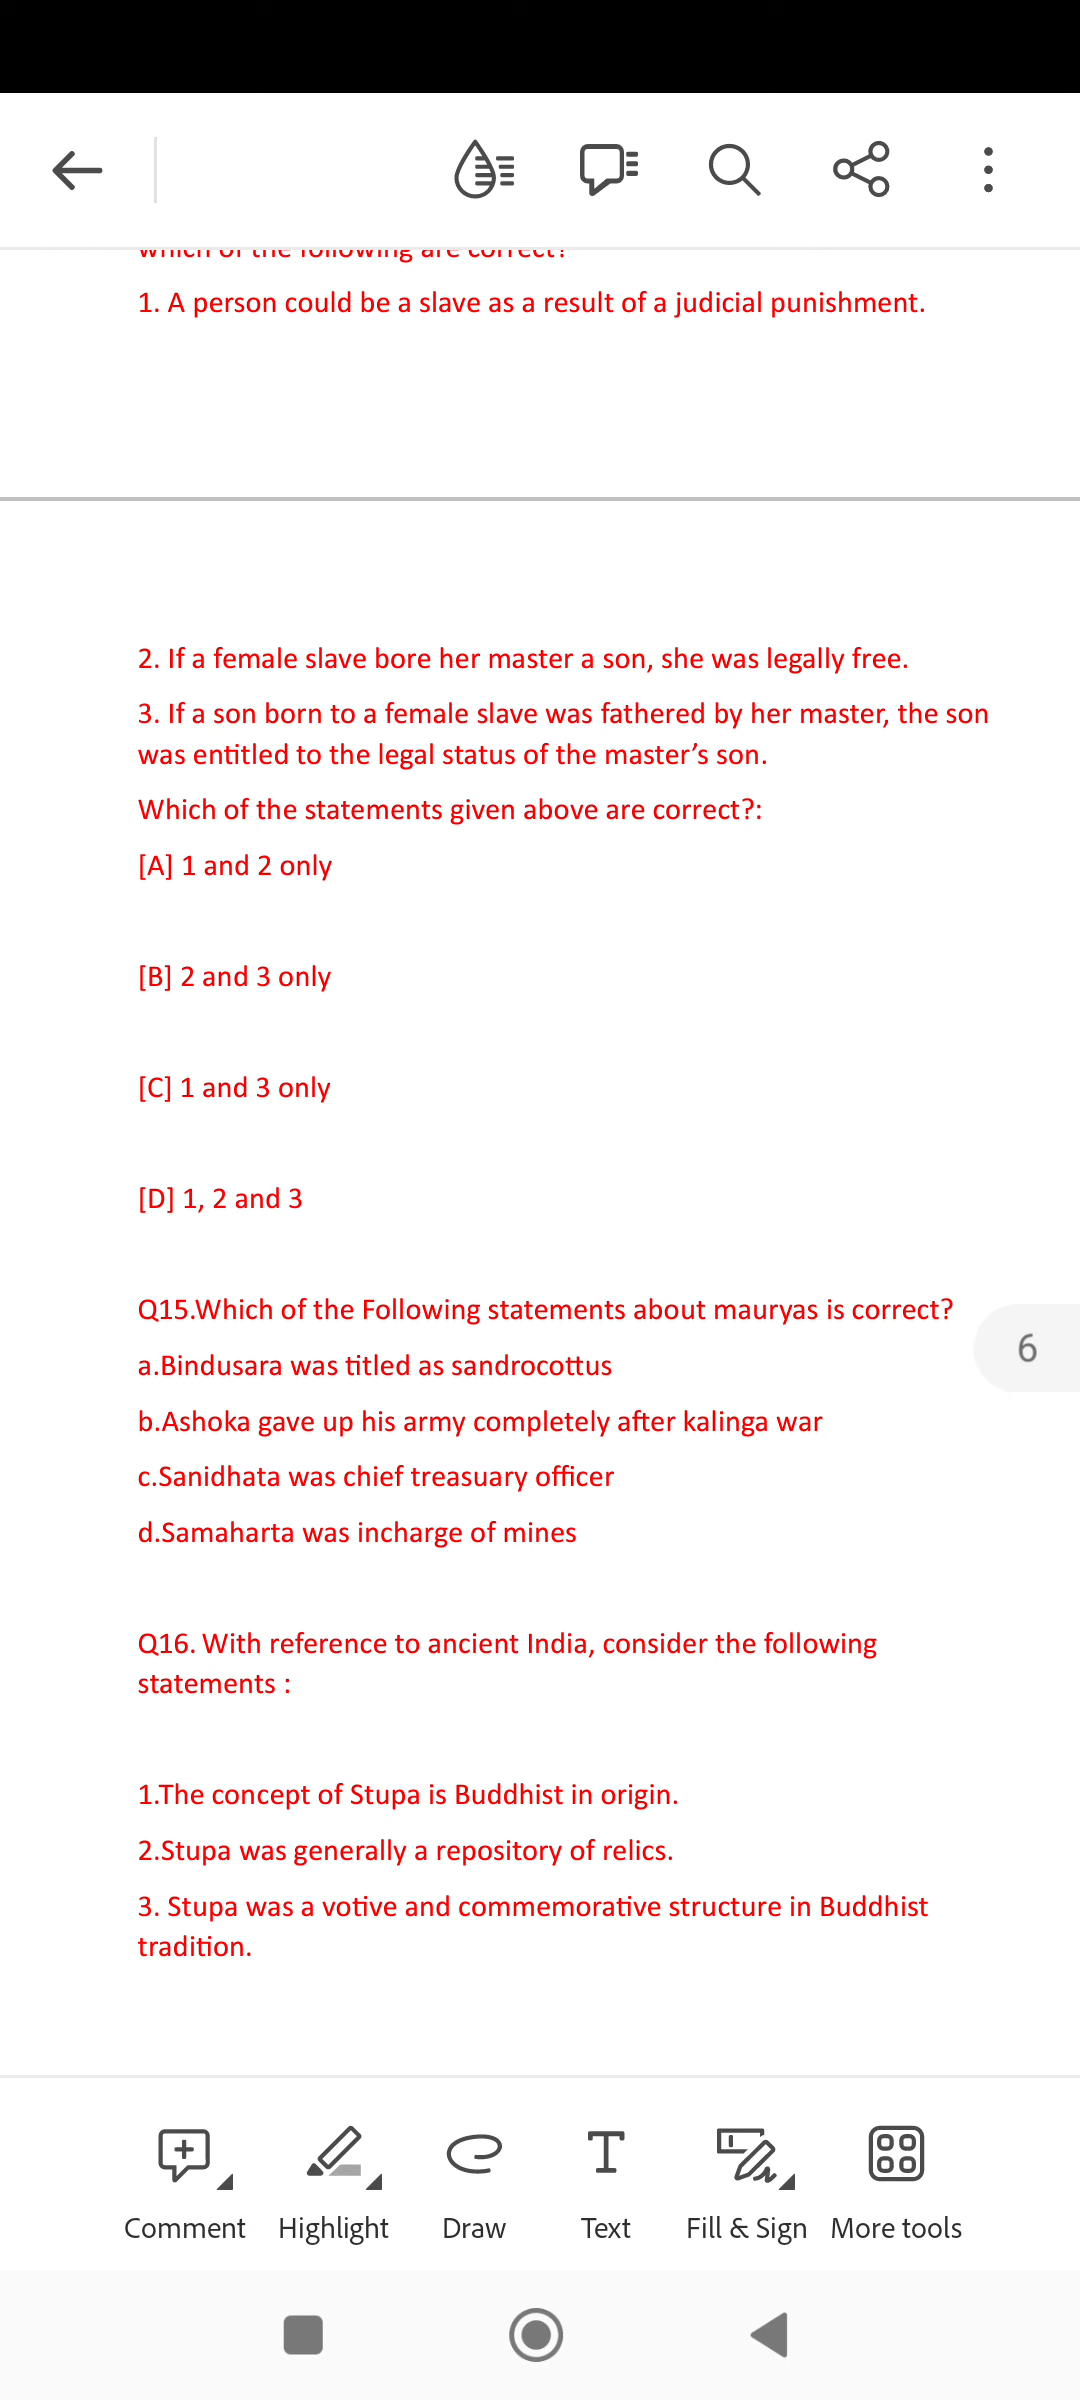 which of the following are correct?
1. A person could be a slave as a result of a judicial punishment.
2. If a female slave bore her master a son, she was legally free.
3. If a son born to a female slave was fathered by her master, the son
was entitled to the legal status of the master’s son.
Which of the statements given above are correct?:
[A] 1 and 2 only
[B] 2 and 3 only
[C] 1 and 3 only
[D] 1, 2 and 3
Q15.Which of the Following statements about mauryas is correct?
6
a.Bindusara was titled as sandrocottus
b.Ashoka gave up his army completely after kalinga war
c.Sanidhata was chief treasuary officer
d.Samaharta was incharge of mines
Q16. With reference to ancient India, consider the following
statements :
1.The concept of Stupa is Buddhist in origin.
2.Stupa was generally a repository of relics.
3. Stupa was a votive and commemorative structure in Buddhist
tradition.
Comment Highlight Draw Text Fill & Sign More tools